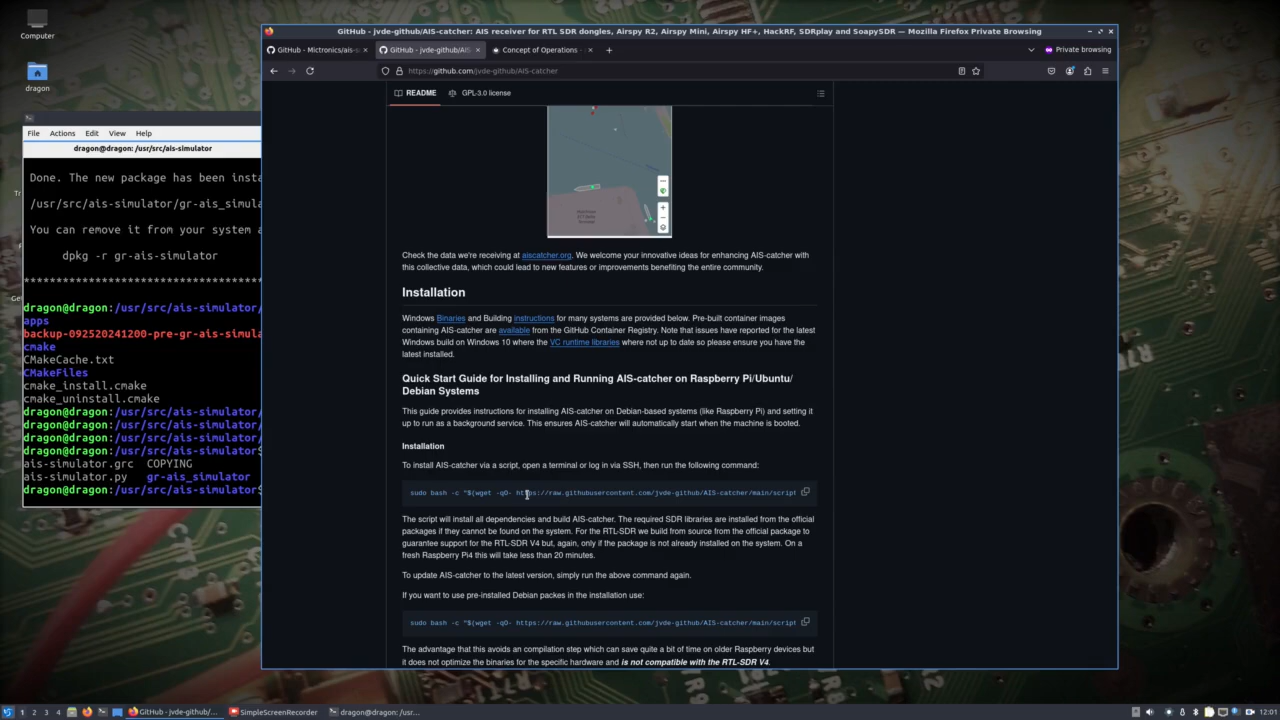 Computer
dragon
GitHub - jvde-github/AIS-catcher: AIS receiver for RTL SDR dongles, Airspy R2, Airspy Mini, Airspy HF+, HackRF, SDRplay and SoapySDR — Mozilla Firefox Private Browsing
GitHub - Mictronics/ais-s
GitHub - jvde-github/AIS-
Concept of Operations
Private browsing
https://github.com/jvde-github/AIS-catcher
README
GPL-3.0 license
File Actions Edit View Help
dragon@dragon: /usr/src/ais-simulator
Done. The new package has been insta
/usr/src/ais-simulator/gr-ais_simula
You can remove it from your system a
dpkg -r gr-ais-simulator
************************************
dragon@dragon:/usr/src/ais-simulator/
apps
backup-092520241200-pre-gr-ais-simula
cmake
CMakeCache.txt
CMakeFiles
cmake_install.cmake
cmake_uninstall.cmake
dragon@dragon:/usr/src/ais-simulator/
dragon@dragon:/usr/src/ais-simulator/
dragon@dragon:/usr/src/ais-simulator/
dragon@dragon:/usr/src/ais-simulator$
ais-simulator.grc COPYING
ais-simulator.py gr-ais_simulator
dragon@dragon:/usr/src/ais-simulator$
Check the data we're receiving at aiscatcher.org. We welcome your innovative ideas for enhancing AIS-catcher with
this collective data, which could lead to new features or improvements benefiting the entire community.
Installation
Windows Binaries and Building instructions for many systems are provided below. Pre-built container images
containing AIS-catcher are available from the GitHub Container Registry. Note that issues have reported for the latest
Windows build on Windows 10 where the VC runtime libraries where not up to date so please ensure you have the
latest installed.
Quick Start Guide for Installing and Running AIS-catcher on Raspberry Pi/Ubuntu/
Debian Systems
This guide provides instructions for installing AIS-catcher on Debian-based systems (like Raspberry Pi) and setting it
up to run as a background service. This ensures AIS-catcher will automatically start when the machine is booted.
Installation
To install AIS-catcher via a script, open a terminal or log in via SSH, then run the following command:
sudo bash -c "$(wget -qO- https://raw.githubusercontent.com/jvde-github/AIS-catcher/main/script
The script will install all dependencies and build AIS-catcher. The required SDR libraries are installed from the official
packages if they cannot be found on the system. For the RTL-SDR we build from source from the official package to
guarantee support for the RTL-SDR V4 but, again, only if the package is not already installed on the system. On a
fresh Raspberry Pi4 this will take less than 20 minutes.
To update AIS-catcher to the latest version, simply run the above command again.
If you want to use pre-installed Debian packes in the installation use:
sudo bash -c "$(wget -qO- https://raw.githubusercontent.com/jvde-github/AIS-catcher/main/script
The advantage that this avoids an compilation step which can save quite a bit of time on older Raspberry devices but
it does not optimize the binaries for the specific hardware and is not compatible with the RTL-SDR V4.
1 2 3 4
GitHub - jvde-github/...
SimpleScreenRecorder
dragon@dragon: /usr...
12:01